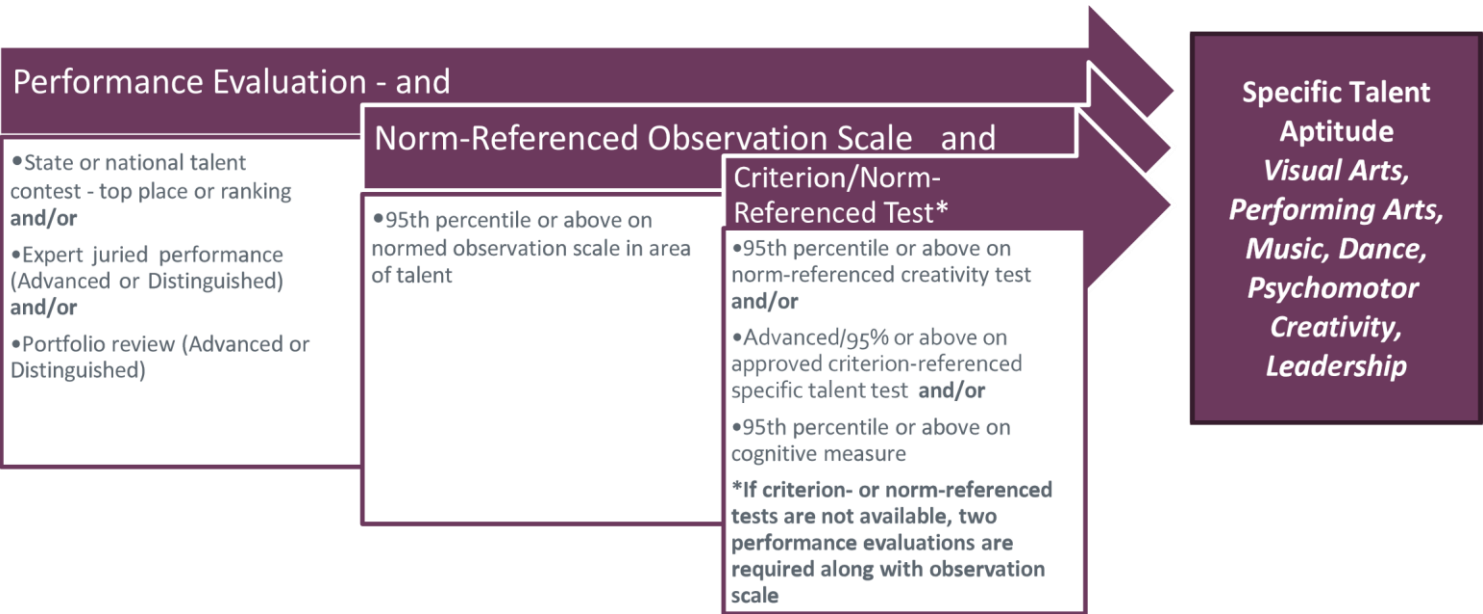 Performance Evaluation - and
•State or national talent
contest - top place or ranking
and/or
•Expert juried performance
(Advanced or Distinguished)
and/or
•Portfolio review (Advanced or
Distinguished)
Norm-Referenced Observation Scale and
•95th percentile or above on
normed observation scale in area
of talent
Criterion/Norm-
Referenced Test*
•95th percentile or above on
norm-referenced creativity test
and/or
•Advanced/95% or above on
approved criterion-referenced
specific talent test and/or
•95th percentile or above on
cognitive measure
*If criterion- or norm-referenced
tests are not available, two
performance evaluations are
required along with observation
scale
Specific Talent
Aptitude
Visual Arts,
Performing Arts,
Music, Dance,
Psychomotor
Creativity,
Leadership